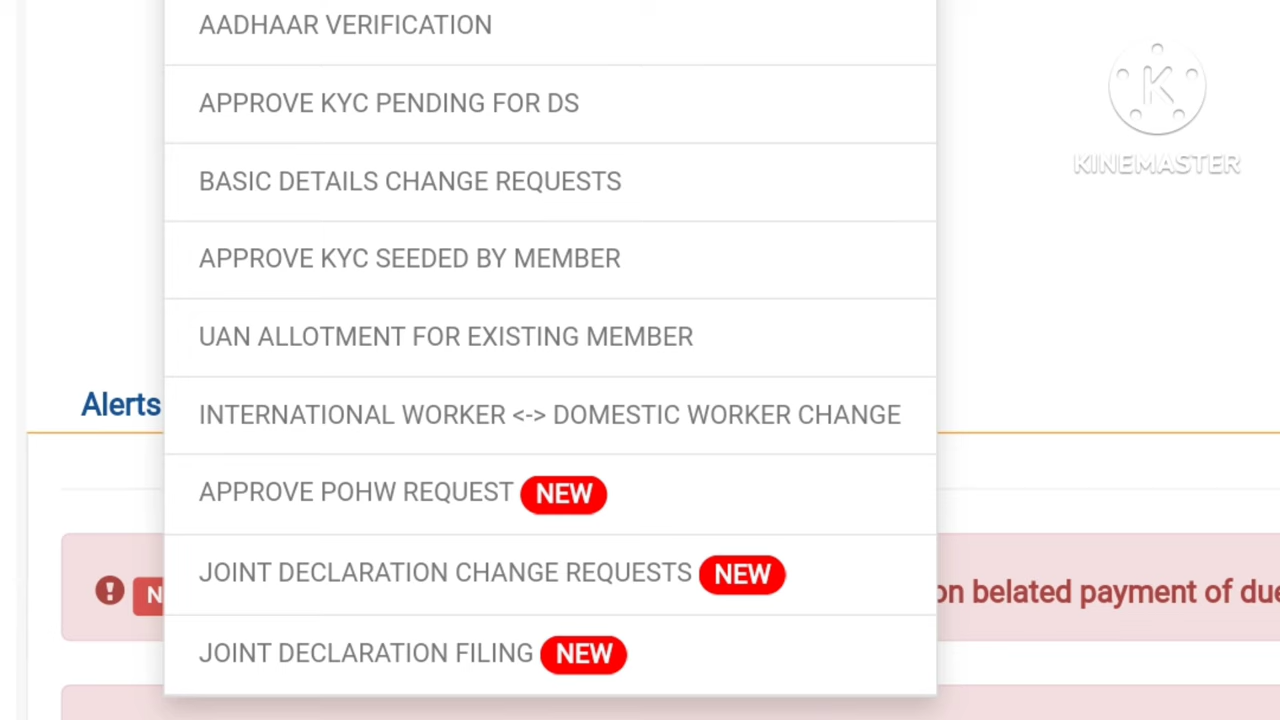 AADHAAR VERIFICATION
APPROVE KYC PENDING FOR DS
BASIC DETAILS CHANGE REQUESTS
APPROVE KYC SEEDED BY MEMBER
UAN ALLOTMENT FOR EXISTING MEMBER
INTERNATIONAL WORKER <-> DOMESTIC WORKER CHANGE
APPROVE POHW REQUEST NEW
JOINT DECLARATION CHANGE REQUESTS NEW
JOINT DECLARATION FILING NEW
Alerts
on belated payment of due
K
KINEMASTER